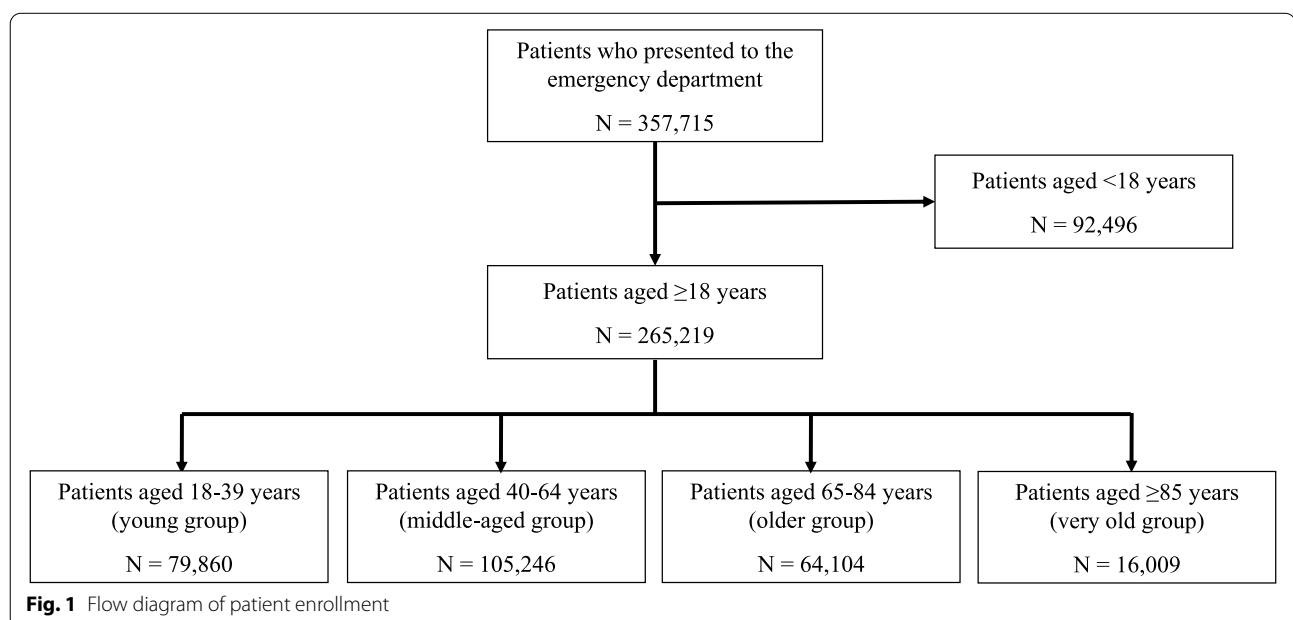 Patients who presented to the
emergency department
N = 357,715
Patients aged <18 years
N = 92,496
Patients aged ≥18 years
N = 265,219
Patients aged 18-39 years
(young group)
N = 79,860
Patients aged 40-64 years
(middle-aged group)
N = 105,246
Patients aged 65-84 years
(older group)
N = 64,104
Patients aged ≥85 years
(very old group)
N = 16,009
Fig. 1 Flow diagram of patient enrollment